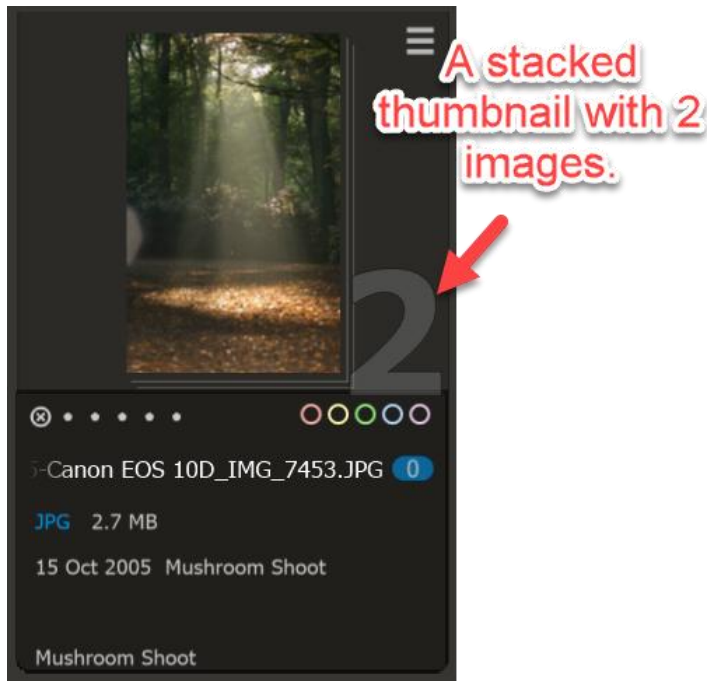 A stacked
thumbnail with 2
images.
2
-Canon EOS 10D_IMG_7453.JPG 0
JPG 2.7 MB
15 Oct 2005 Mushroom Shoot
Mushroom Shoot